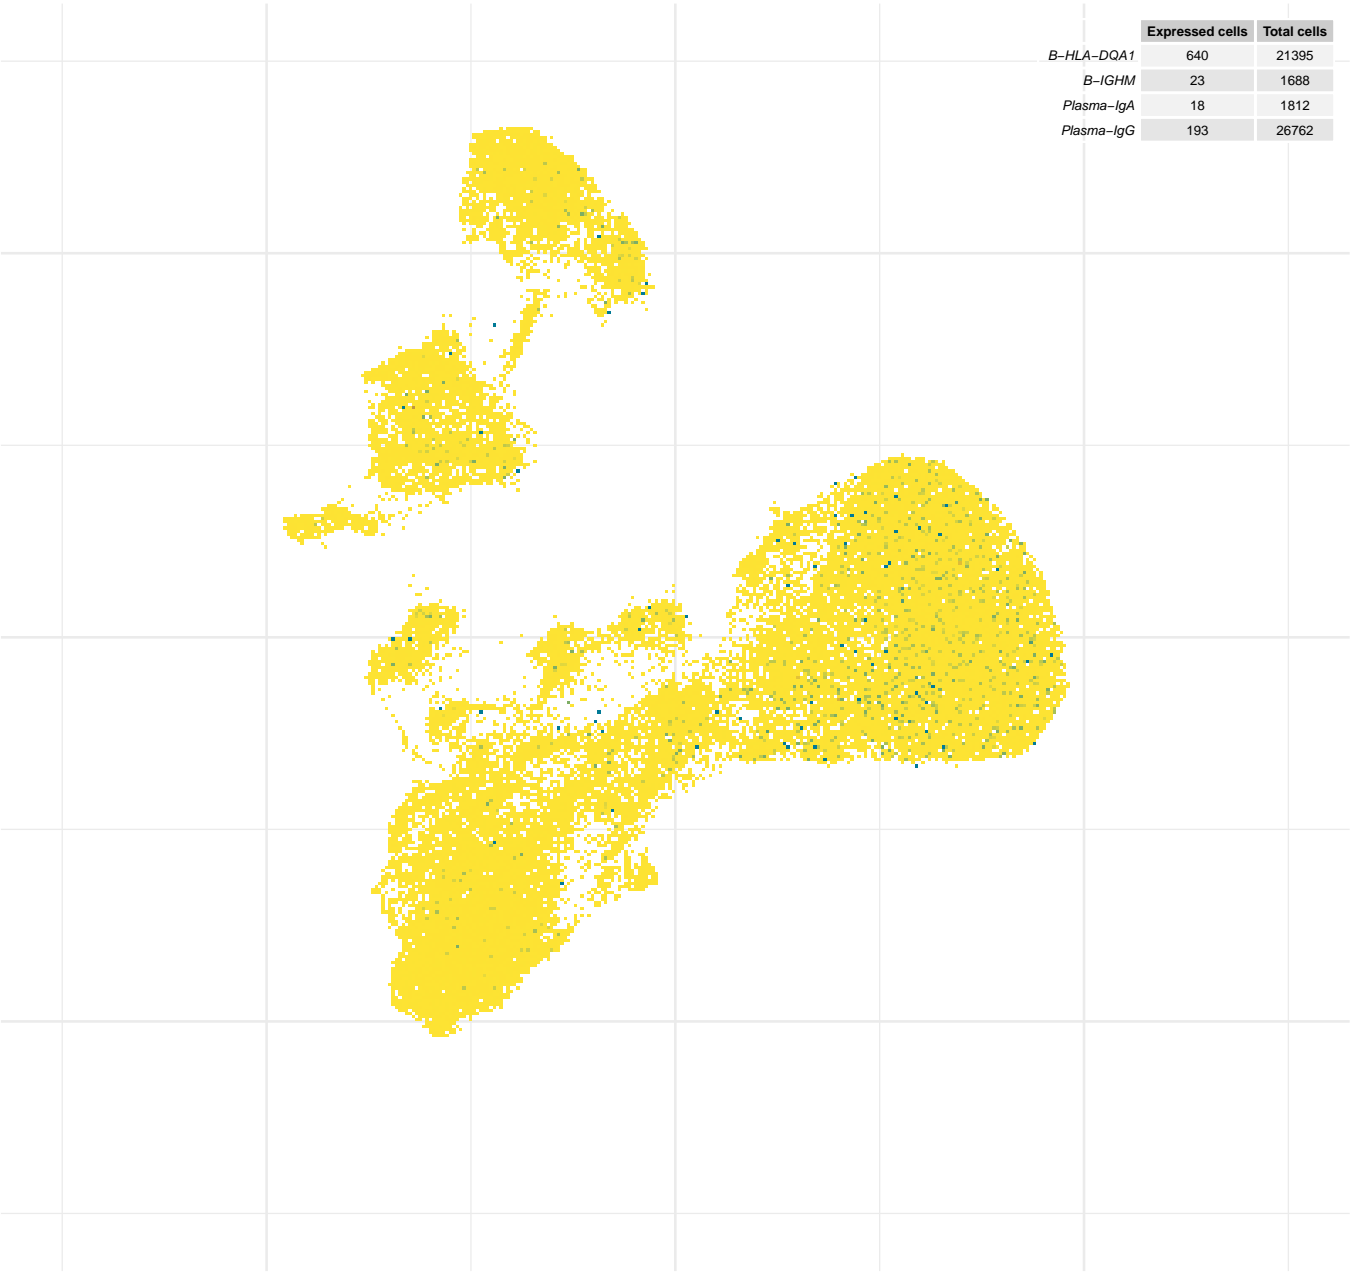 Expressed cells Total cells
B−HLA−DQA1 640 21395
B−IGHM 23 1688
Plasma−IgA 18 1812
Plasma−IgG 193 26762